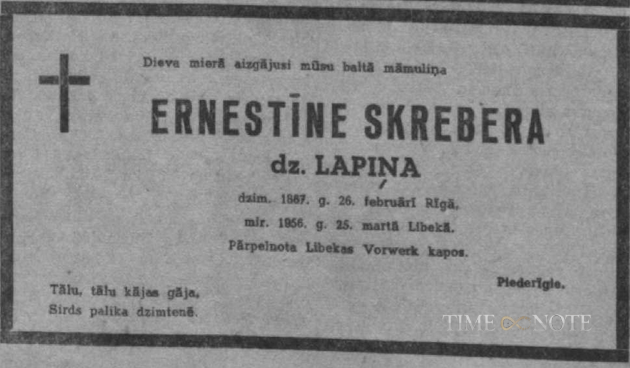 Dieva mierā aizgājusi mūsu baltā māmuliņa
ERNESTĪNE SKREBERA
dz. LAPIŅA
dzim. 1867. g. 26. februārī Rīgā,
mir. 1956. g. 25. martā Libekā.
Pārpelnota Libekas Vorwerk kapos.
Piederīgie.
Tālu, tālu kājas gāja,
Sirds palika dzimtenē.
TIME NOTE